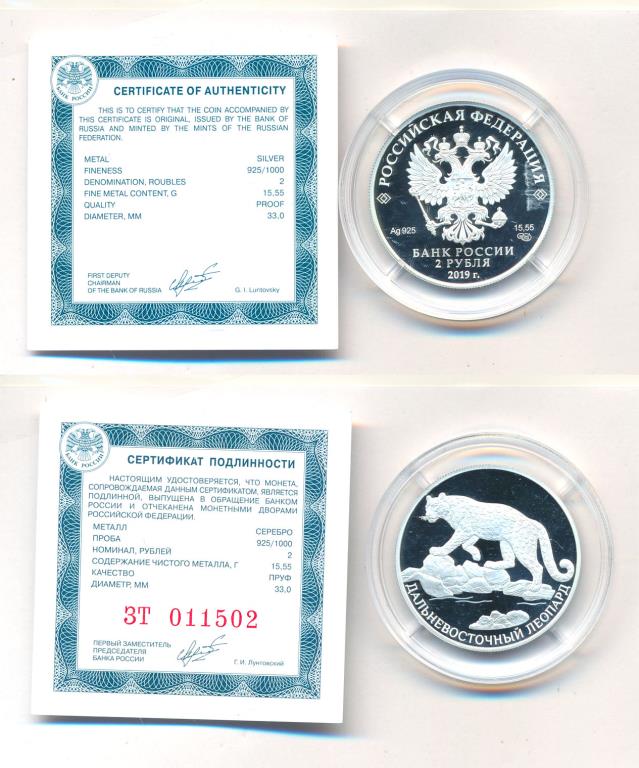 БАНК РОССИИ
CERTIFICATE OF AUTHENTICITY
THIS IS TO CERTIFY THAT THE COIN ACCOMPANIED BY
THIS CERTIFICATE IS ORIGINAL, ISSUED BY THE BANK OF
RUSSIA AND MINTED BY THE MINTS OF THE RUSSIAN
FEDERATION.
METAL SILVER
FINENESS 925/1000
DENOMINATION, ROUBLES 2
FINE METAL CONTENT, G 15,55
QUALITY PROOF
DIAMETER, MM 33,0
FIRST DEPUTY
CHAIRMAN
OF THE BANK OF RUSSIA G. I. Luntovsky
РОССИЙСКАЯ ФЕДЕРАЦИЯ
Ag 925 15,55
БАНК РОССИИ
2 РУБЛЯ
2019 г.
БАНК РОССИИ
СЕРТИФИКАТ ПОДЛИННОСТИ
НАСТОЯЩИМ УДОСТОВЕРЯЕТСЯ, ЧТО МОНЕТА,
СОПРОВОЖДАЕМАЯ ДАННЫМ СЕРТИФИКАТОМ, ЯВЛЯЕТСЯ
ПОДЛИННОЙ, ВЫПУЩЕНА В ОБРАЩЕНИЕ БАНКОМ
РОССИИ И ОТЧЕКАНЕНА МОНЕТНЫМИ ДВОРАМИ
РОССИЙСКОЙ ФЕДЕРАЦИИ.
МЕТАЛЛ СЕРЕБРО
ПРОБА 925/1000
НОМИНАЛ, РУБЛЕЙ 2
СОДЕРЖАНИЕ ЧИСТОГО МЕТАЛЛА, Г 15,55
КАЧЕСТВО ПРУФ
ДИАМЕТР, ММ 33,0
ЗТ 011502
ПЕРВЫЙ ЗАМЕСТИТЕЛЬ
ПРЕДСЕДАТЕЛЯ
БАНКА РОССИИ Г. И. Лунтовский
ДАЛЬНЕВОСТОЧНЫЙ ЛЕОПАРД